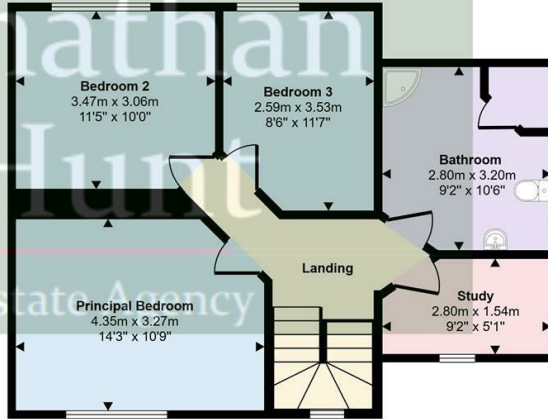 nathan
Hunt
Estate Agency
Bedroom 2
3.47m x 3.06m
11'5" x 10'0"
Bedroom 3
2.59m x 3.53m
8'6" x 11'7"
Bathroom
2.80m x 3.20m
9'2" x 10'6"
Landing
Principal Bedroom
4.35m x 3.27m
14'3" x 10'9"
Study
2.80m x 1.54m
9'2" x 5'1"